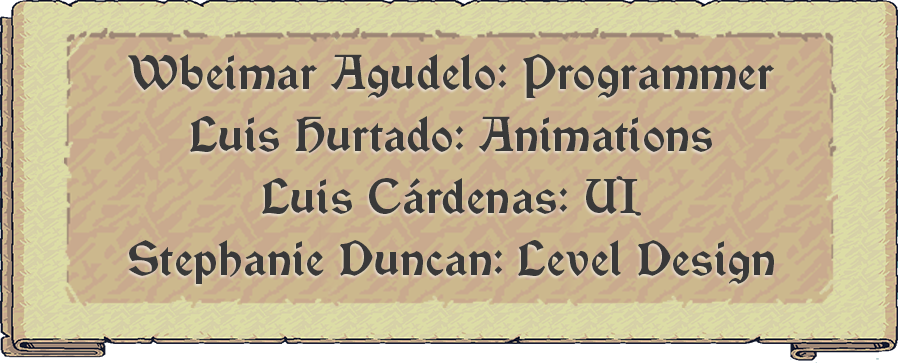 Wbeimar Agudelo: Programmer
Luis Hurtado: Animations
Luis Cárdenas: UI
Stephanie Duncan: Level Design